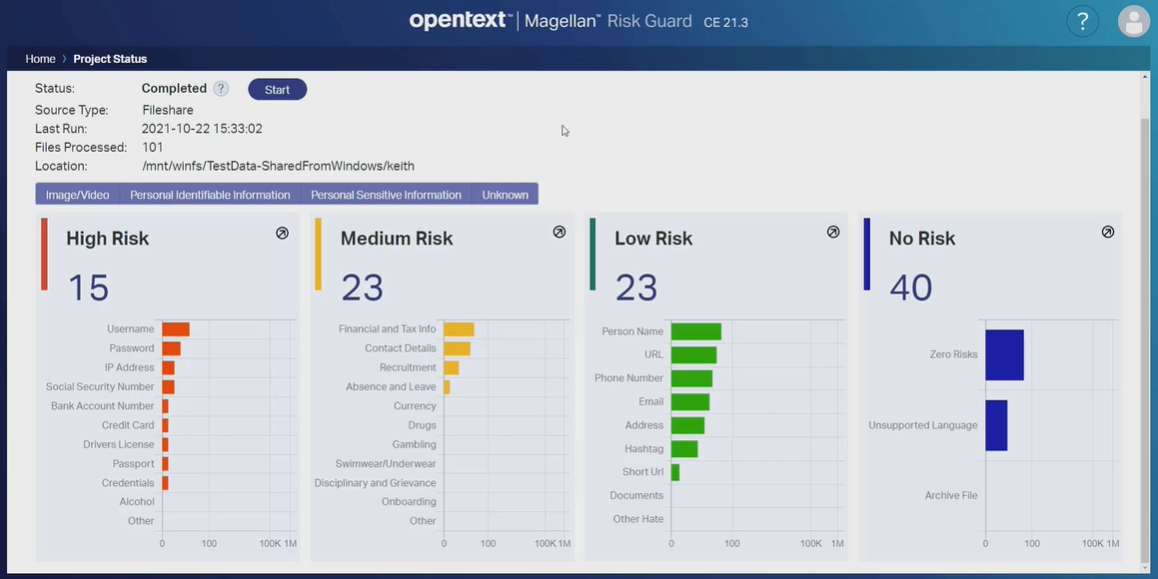 opentext™ | Magellan™ Risk Guard CE 21.3
?
Home > Project Status
Status: Completed ? Start
Source Type: Fileshare
Last Run: 2021-10-22 15:33:02
Files Processed: 101
Location: /mnt/winfs/TestData-SharedFromWindows/keith
Image/Video Personal Identifiable Information Personal Sensitive Information Unknown
High Risk
15
Username
Password
IP Address
Social Security Number
Bank Account Number
Credit Card
Drivers License
Passport
Credentials
Alcohol
Other
0 100 100K 1M
Medium Risk
23
Financial and Tax Info
Contact Details
Recruitment
Absence and Leave
Currency
Drugs
Gambling
Swimwear/Underwear
Disciplinary and Grievance
Onboarding
Other
0 100 100K 1M
Low Risk
23
Person Name
URL
Phone Number
Email
Address
Hashtag
Short Url
Documents
Other Hate
0 100 100K 1M
No Risk
40
Zero Risks
Unsupported Language
Archive File
0 100 100K 1M